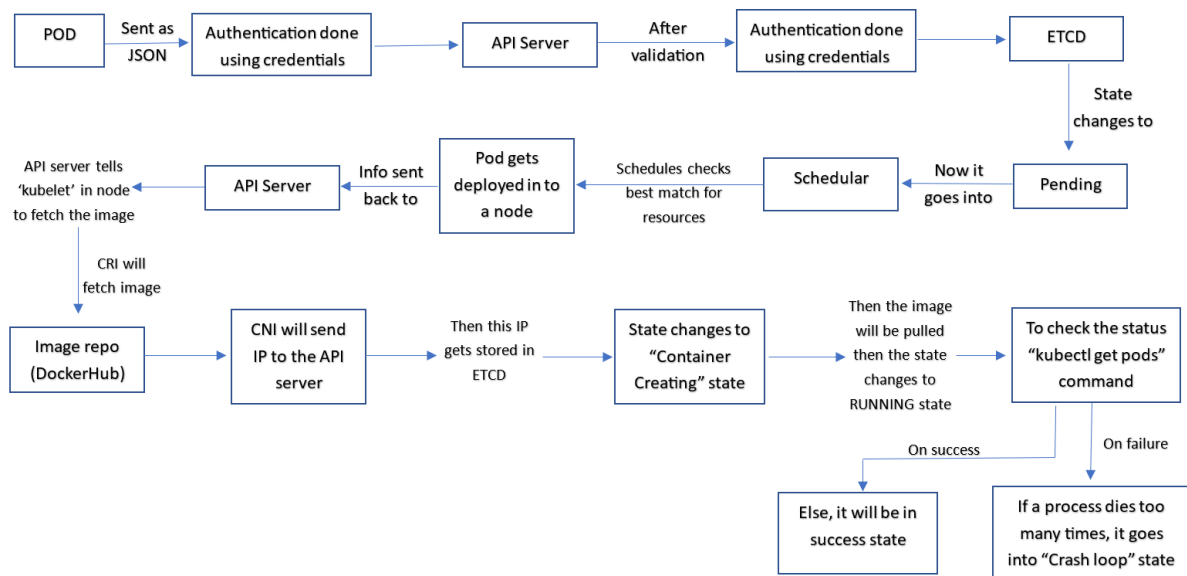 POD
Sent as
JSON
Authentication done
using credentials
API Server
After
validation
Authentication done
using credentials
ETCD
State
changes to
Pending
Now it
goes into
Schedular
Schedules checks
best match for
resources
Pod gets
deployed in to
a node
Info sent
back to
API Server
API server tells
‘kubelet’ in node
to fetch the image
CRI will
fetch image
Image repo
(DockerHub)
CNI will send
IP to the API
server
Then this IP
gets stored in
ETCD
State changes to
“Container
Creating” state
Then the image
will be pulled
then the state
changes to
RUNNING state
To check the status
“kubectl get pods”
command
On success
On failure
Else, it will be in
success state
If a process dies too
many times, it goes
into “Crash loop” state